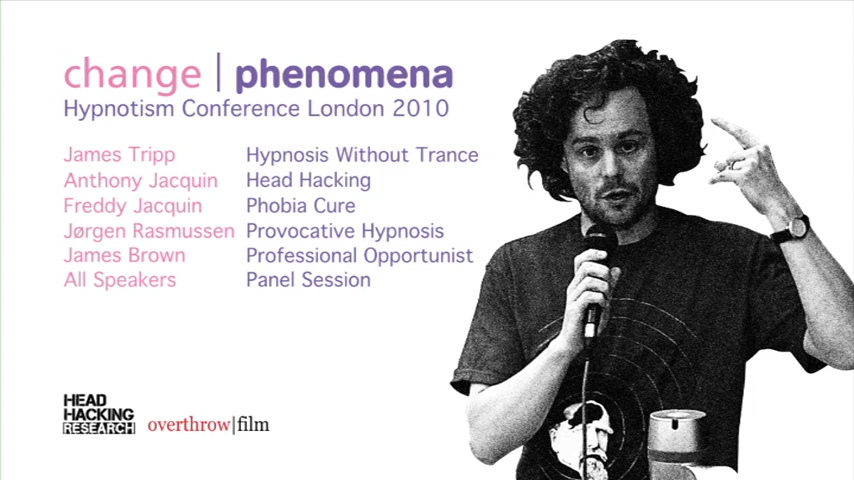 change | phenomena
Hypnotism Conference London 2010
James Tripp Hypnosis Without Trance
Anthony Jacquin Head Hacking
Freddy Jacquin Phobia Cure
Jørgen Rasmussen Provocative Hypnosis
James Brown Professional Opportunist
All Speakers Panel Session
HEAD
HACKING
RESEARCH
overthrow|film